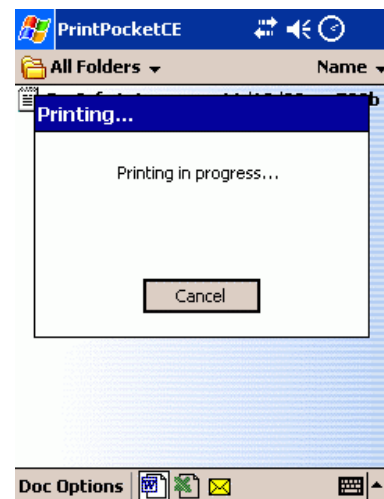 PrintPocketCE
All Folders Name
Printing...
Printing in progress...
Cancel
Doc Options